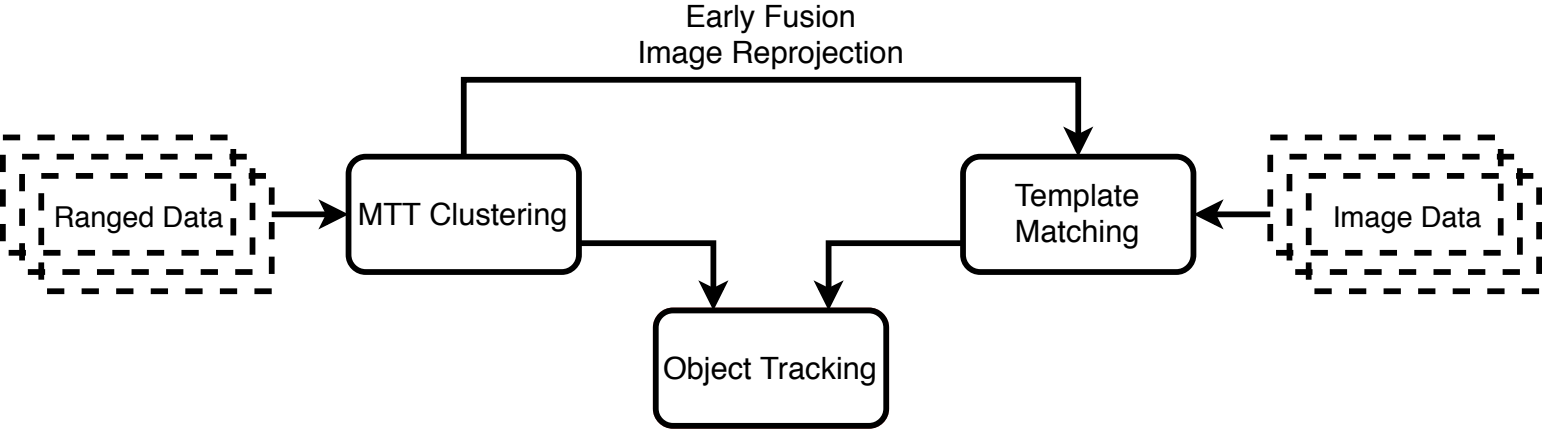 Early Fusion
Image Reprojection
Ranged Data
MTT Clustering
Template
Matching
Image Data
Object Tracking